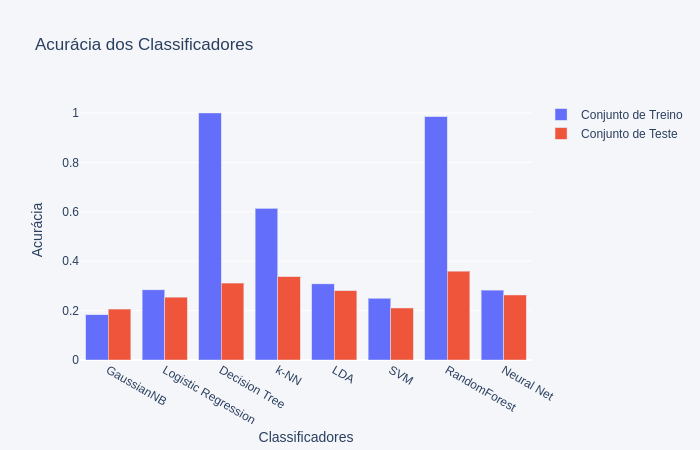 Acurácia dos Classificadores
Conjunto de Treino
Conjunto de Teste
Acurácia
1
0.8
0.6
0.4
0.2
0
GaussianNB
Logistic Regression
Decision Tree
k-NN
LDA
SVM
RandomForest
Neural Net
Classificadores